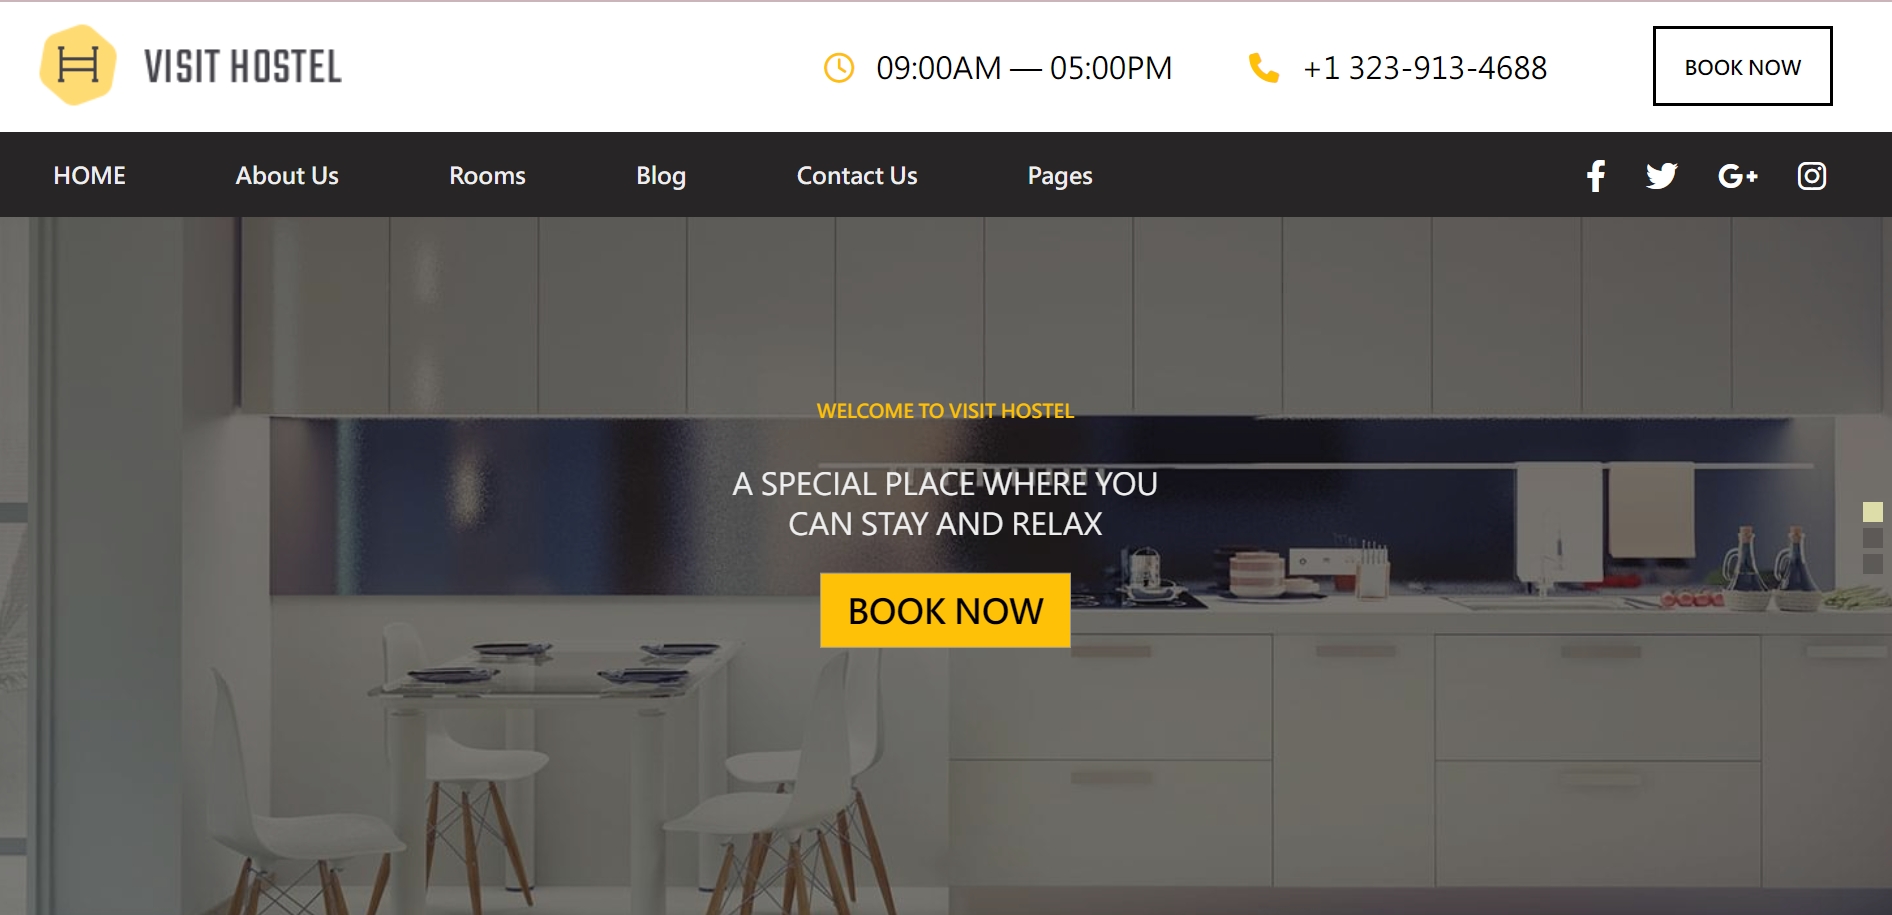 VISIT HOSTEL
09:00AM — 05:00PM
+1 323-913-4688
BOOK NOW
HOME
About Us
Rooms
Blog
Contact Us
Pages
WELCOME TO VISIT HOSTEL
A SPECIAL PLACE WHERE YOU
CAN STAY AND RELAX
BOOK NOW